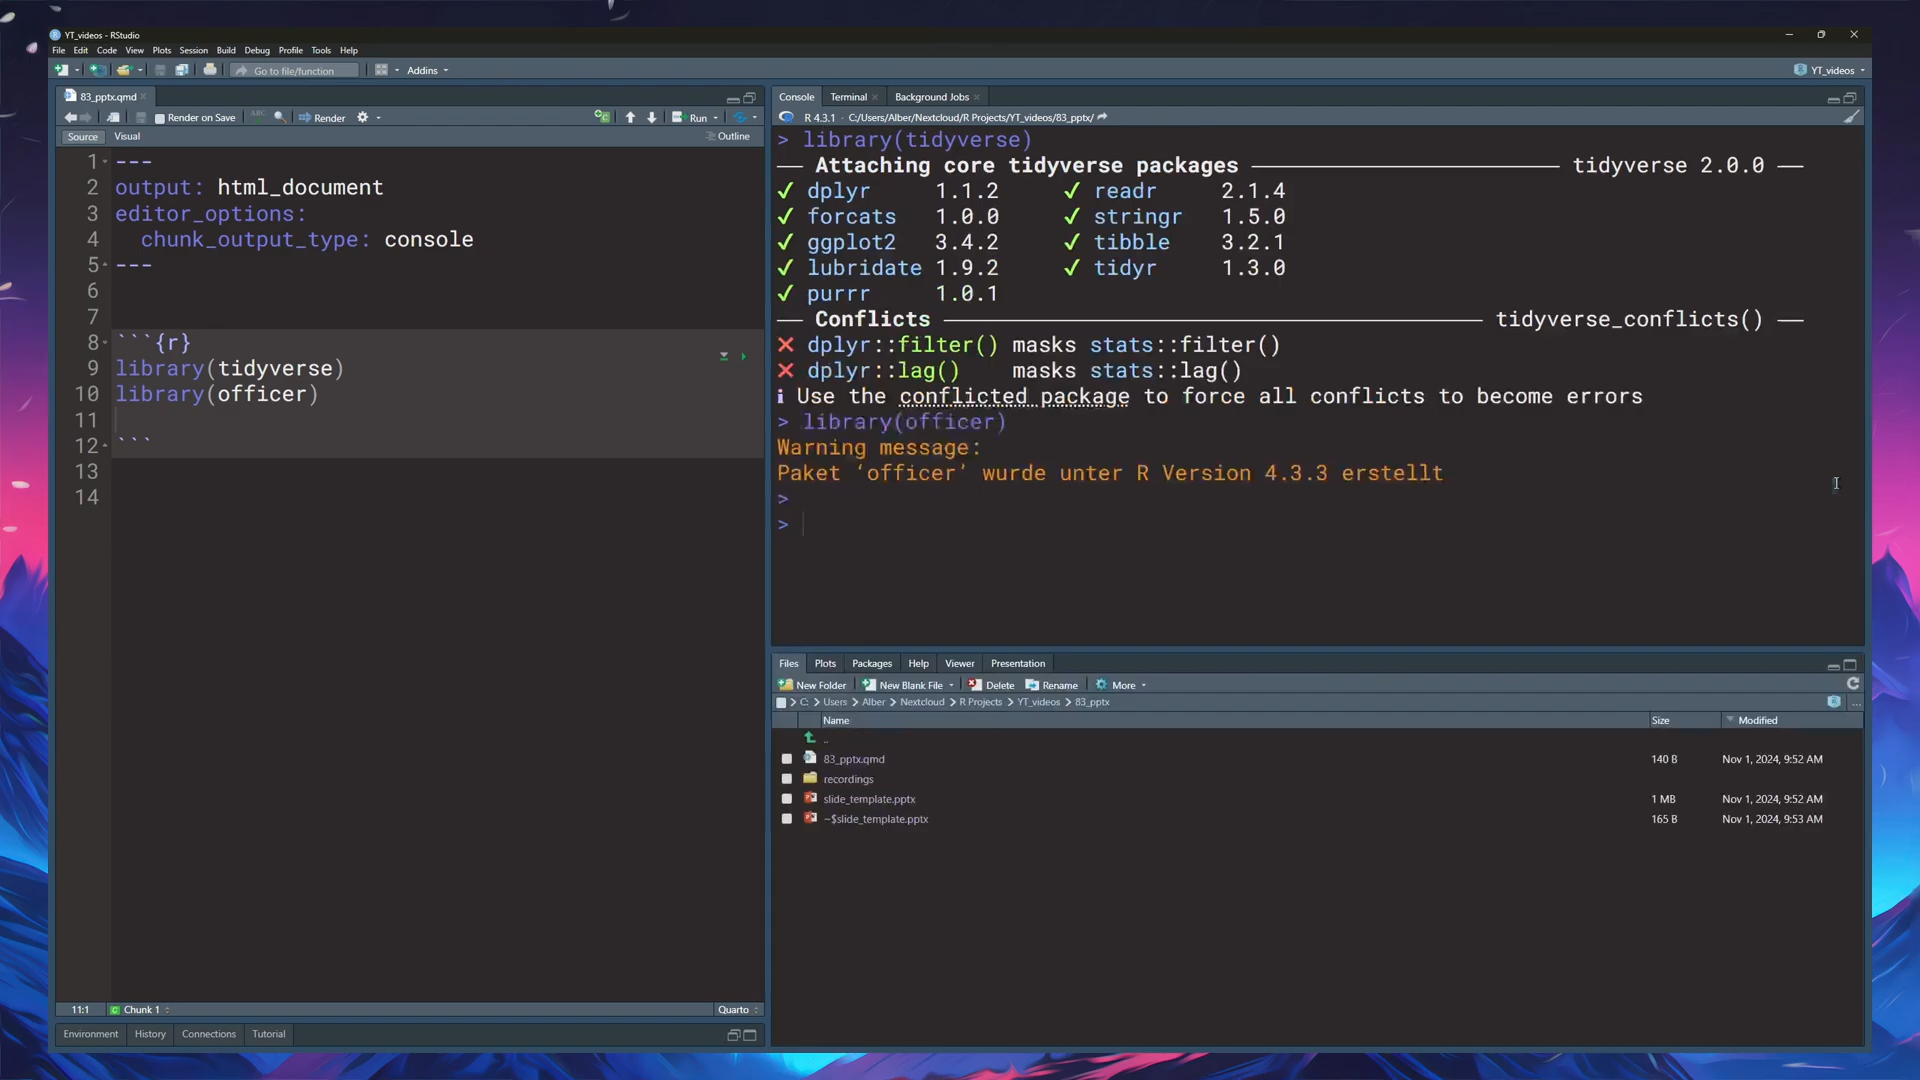 YT_videos - RStudio
File Edit Code View Plots Session Build Debug Profile Tools Help
Go to file/function Addins YT_videos
83_pptx.qmd
Render on Save ABC Render Run
Source Visual Outline
1 ---
2 output: html_document
3 editor_options:
4 chunk_output_type: console
5 ---
6
7
8 ```{r}
9 library(tidyverse)
10 library(officer)
11
12 ```
13
14
11:1 Chunk 1 Quarto
Environment History Connections Tutorial
Console Terminal Background Jobs
R 4.3.1 · C:/Users/Alber/Nextcloud/R Projects/YT_videos/83_pptx/
> library(tidyverse)
── Attaching core tidyverse packages ──────────── tidyverse 2.0.0 ──
✔ dplyr 1.1.2 ✔ readr 2.1.4
✔ forcats 1.0.0 ✔ stringr 1.5.0
✔ ggplot2 3.4.2 ✔ tibble 3.2.1
✔ lubridate 1.9.2 ✔ tidyr 1.3.0
✔ purrr 1.0.1
── Conflicts ──────────────────── tidyverse_conflicts() ──
✖ dplyr::filter() masks stats::filter()
✖ dplyr::lag() masks stats::lag()
ℹ Use the conflicted package to force all conflicts to become errors
> library(officer)
Warning message:
Paket ‘officer’ wurde unter R Version 4.3.3 erstellt
>
>
Files Plots Packages Help Viewer Presentation
New Folder New Blank File Delete Rename More
C: > Users > Alber > Nextcloud > R Projects > YT_videos > 83_pptx ...
Name Size Modified
..
83_pptx.qmd 140 B Nov 1, 2024, 9:52 AM
recordings
slide_template.pptx 1 MB Nov 1, 2024, 9:52 AM
~$slide_template.pptx 165 B Nov 1, 2024, 9:53 AM